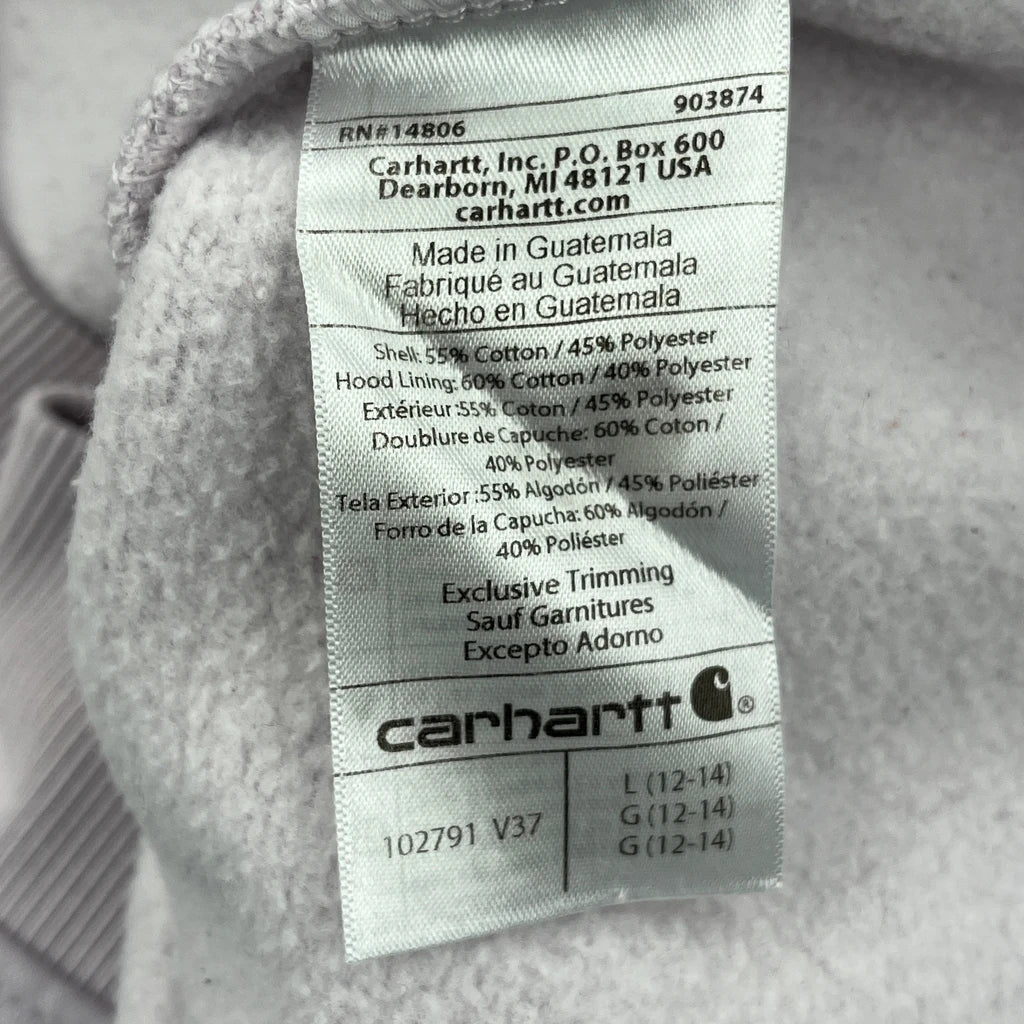 RN#14806 903874
Carhartt, Inc. P.O. Box 600
Dearborn, MI 48121 USA
carhartt.com
Made in Guatemala
Fabriqué au Guatemala
Hecho en Guatemala
Shell: 55% Cotton / 45% Polyester
Hood Lining: 60% Cotton / 40% Polyester
Extérieur :55% Coton / 45% Polyester
Doublure de Capuche: 60% Coton /
40% Polyester
Tela Exterior :55% Algodón / 45% Poliéster
Forro de la Capucha: 60% Algodón /
40% Poliéster
Exclusive Trimming
Sauf Garnitures
Excepto Adorno
carhartt ®
102791 V37
L (12-14)
G (12-14)
G (12-14)